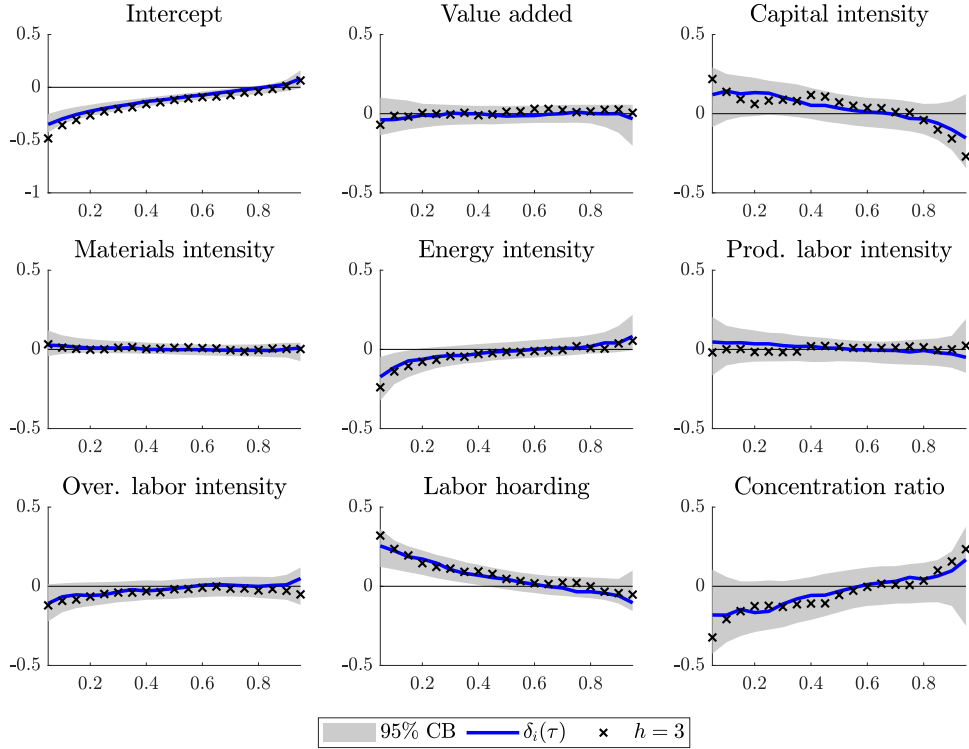 Intercept
Value added
Capital intensity
0.5
0
-0.5
-1
0.2 0.4 0.6 0.8
0.5
0
-0.5
0.2 0.4 0.6 0.8
0.5
0
-0.5
0.2 0.4 0.6 0.8
Materials intensity
Energy intensity
Prod. labor intensity
0.5
0
-0.5
0.2 0.4 0.6 0.8
0.5
0
-0.5
0.2 0.4 0.6 0.8
0.5
0
-0.5
0.2 0.4 0.6 0.8
Over. labor intensity
Labor hoarding
Concentration ratio
0.5
0
-0.5
0.2 0.4 0.6 0.8
0.5
0
-0.5
0.2 0.4 0.6 0.8
0.5
0
-0.5
0.2 0.4 0.6 0.8
95% CB δᵢ(τ) h = 3